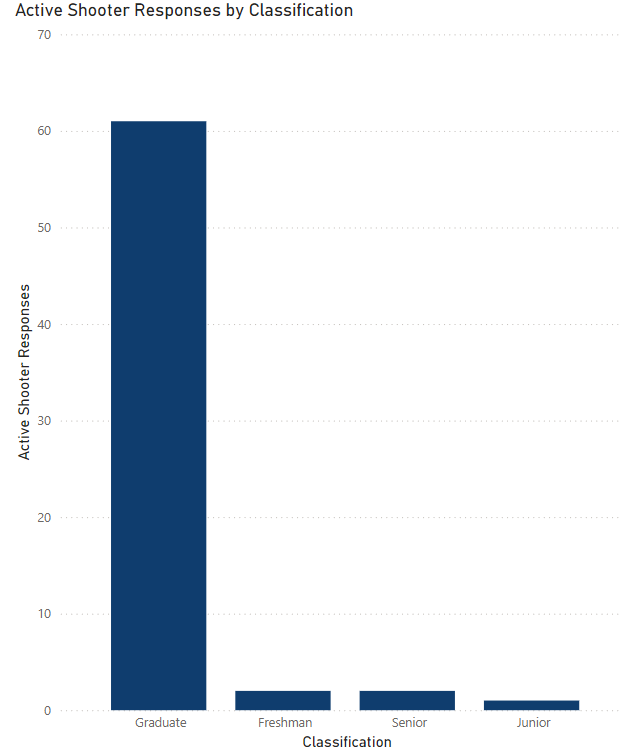 Active Shooter Responses by Classification
70
60
50
40
30
20
10
0
Active Shooter Responses
Graduate Freshman Senior Junior
Classification